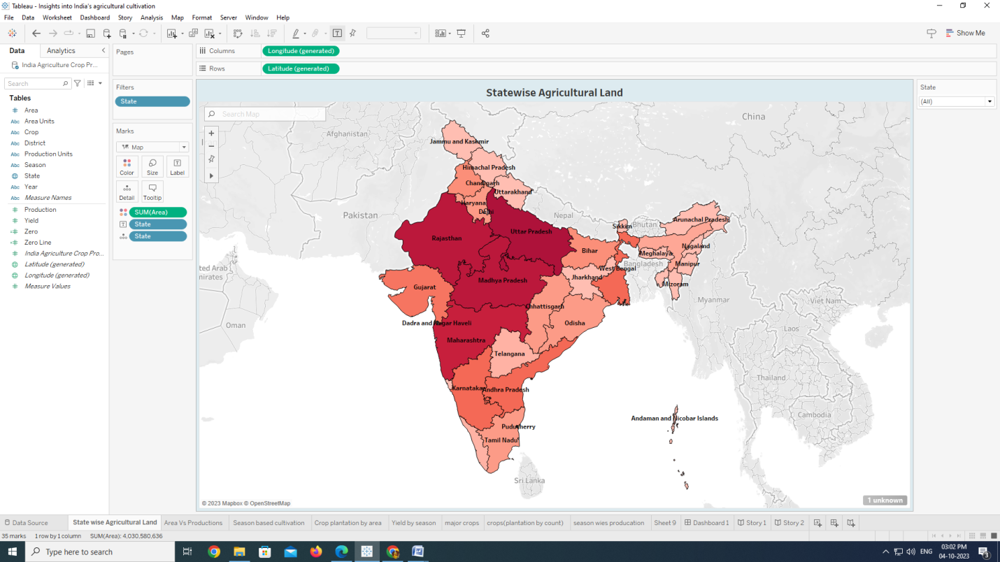 Tableau - Insights into India's agricultural cultivation
File Data Worksheet Dashboard Story Analysis Map Format Server Window Help
Show Me
Data Analytics
India Agriculture Crop Pr...
Search
Tables
Area
Abc Area Units
Abc Crop
Abc District
Abc Production Units
Abc Season
State
Abc Year
Abc Measure Names
Production
Yield
Zero
Zero Line
India Agriculture Crop Pro...
Latitude (generated)
Longitude (generated)
Measure Values
Pages
Filters
State
Marks
Map
Color Size Label
Detail Tooltip
SUM(Area)
State
State
Columns Longitude (generated)
Rows Latitude (generated)
Statewise Agricultural Land
Search Map
China
Afghanistan
Jammu and Kashmir
Himachal Pradesh
Chandigarh
Uttarakhand
Haryana
Delhi
Pakistan
Nepal
Arunachal Pradesh
Sikkim
Bhutan
Uttar Pradesh
Rajasthan
Nagaland
Bihar
Meghalaya
Bangladesh
Manipur
ted Arab
mirates
West Bengal
Jharkhand
Madhya Pradesh
Mizoram
Gujarat
Myanmar
Viet Nam
Chhattisgarh
Oman
Dadra and Nagar Haveli
Odisha
Laos
Maharashtra
Telangana
Thailand
Karnataka
Andhra Pradesh
Cambodia
Andaman and Nicobar Islands
Puducherry
Tamil Nadu
Sri Lanka
© 2023 Mapbox © OpenStreetMap
1 unknown
State
(All)
Data Source State wise Agricultural Land Area Vs Productions Season based cultivation Crop plantation by area Yield by season major crops crops(plantation by count) season wies producation Sheet 9 Dashboard 1 Story 1 Story 2
35 marks 1 row by 1 column SUM(Area): 4,030,580,636
Type here to search
ENG
03:02 PM
04-10-2023
3